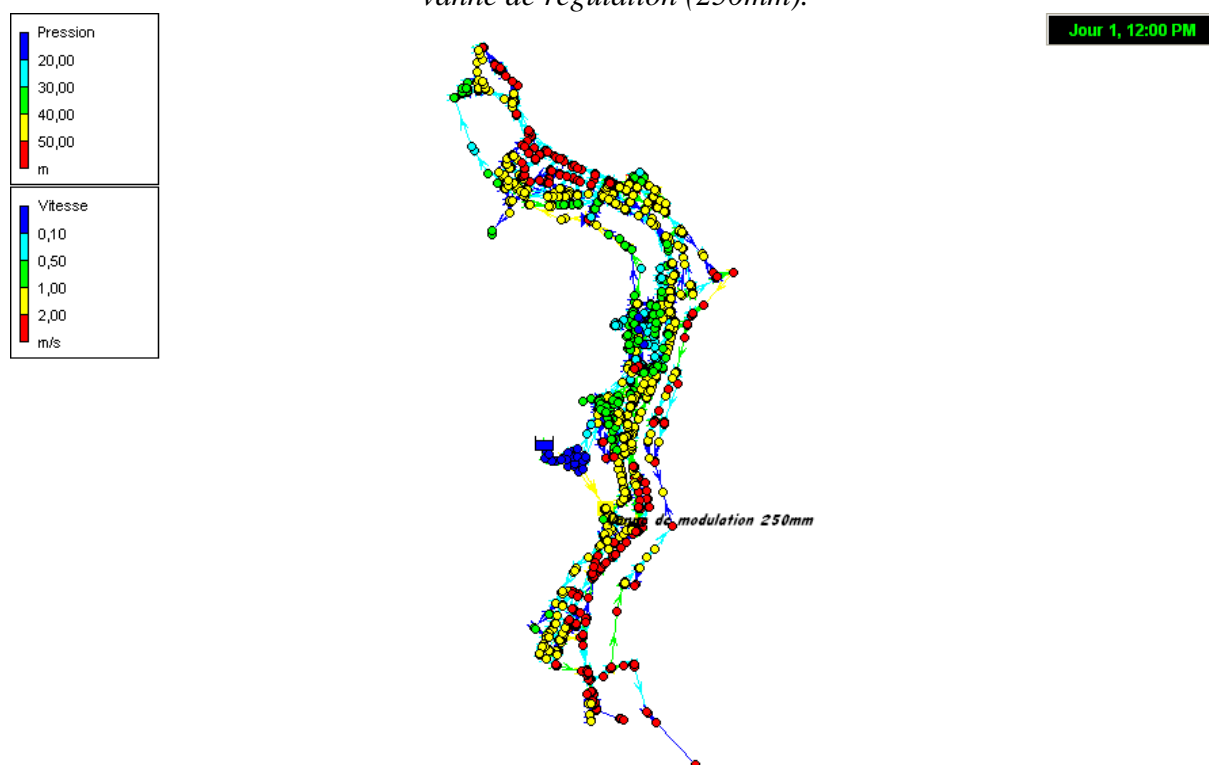 vanne de régulation (250mm).
Jour 1, 12:00 PM
Pression
20,00
30,00
40,00
50,00
m
Vitesse
0,10
0,50
1,00
2,00
m/s
Vanne de modulation 250mm